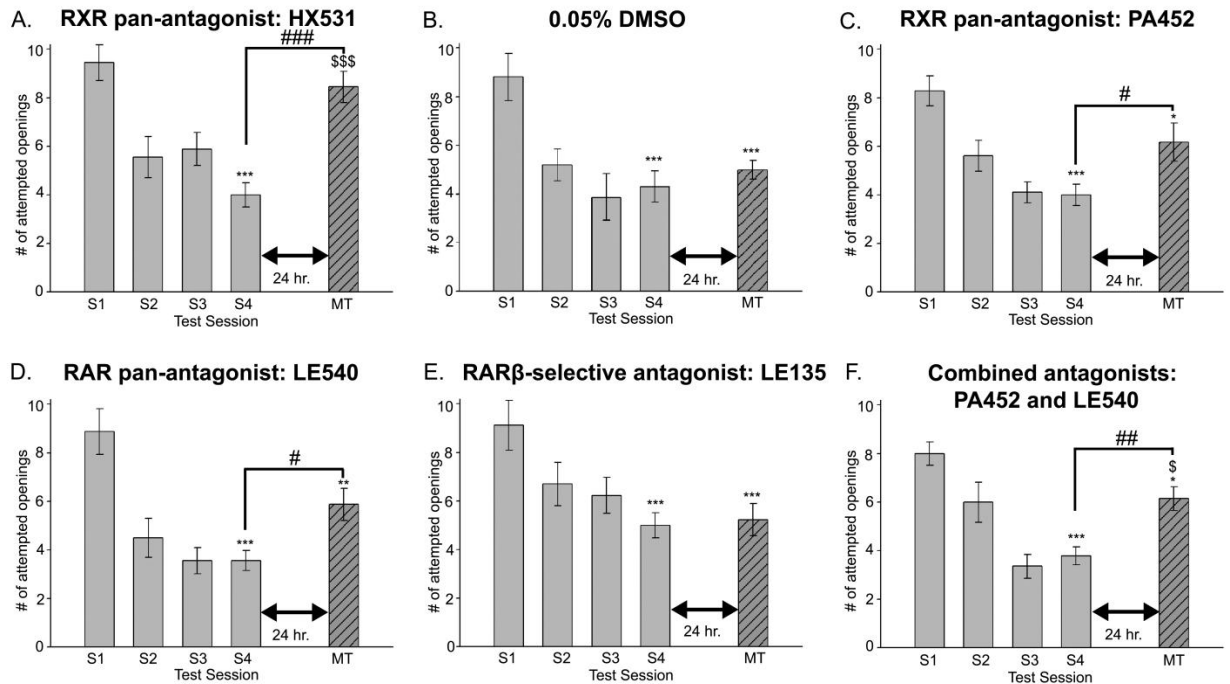 A. RXR pan-antagonist: HX531
###
$$$
***
# of attempted openings
10
8
6
4
2
0
24 hr.
S1 S2 S3 S4 MT
Test Session
B. 0.05% DMSO
***
***
# of attempted openings
10
8
6
4
2
0
24 hr.
S1 S2 S3 S4 MT
Test Session
C. RXR pan-antagonist: PA452
#
*
***
# of attempted openings
10
8
6
4
2
0
24 hr.
S1 S2 S3 S4 MT
Test Session
D. RAR pan-antagonist: LE540
#
**
***
# of attempted openings
10
8
6
4
2
0
24 hr.
S1 S2 S3 S4 MT
Test Session
E. RARβ-selective antagonist: LE135
***
***
# of attempted openings
10
8
6
4
2
0
24 hr.
S1 S2 S3 S4 MT
Test Session
F. Combined antagonists:
PA452 and LE540
##
$
*
***
# of attempted openings
10
8
6
4
2
0
24 hr.
S1 S2 S3 S4 MT
Test Session